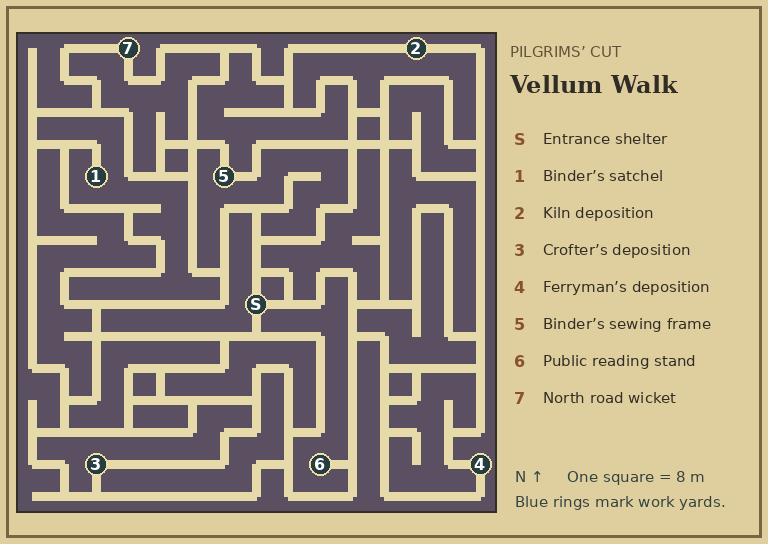 7
2
1
5
S
3
6
4
PILGRIMS’ CUT
Vellum Walk
S Entrance shelter
1 Binder’s satchel
2 Kiln deposition
3 Crofter’s deposition
4 Ferryman’s deposition
5 Binder’s sewing frame
6 Public reading stand
7 North road wicket
N ↑ One square = 8 m
Blue rings mark work yards.